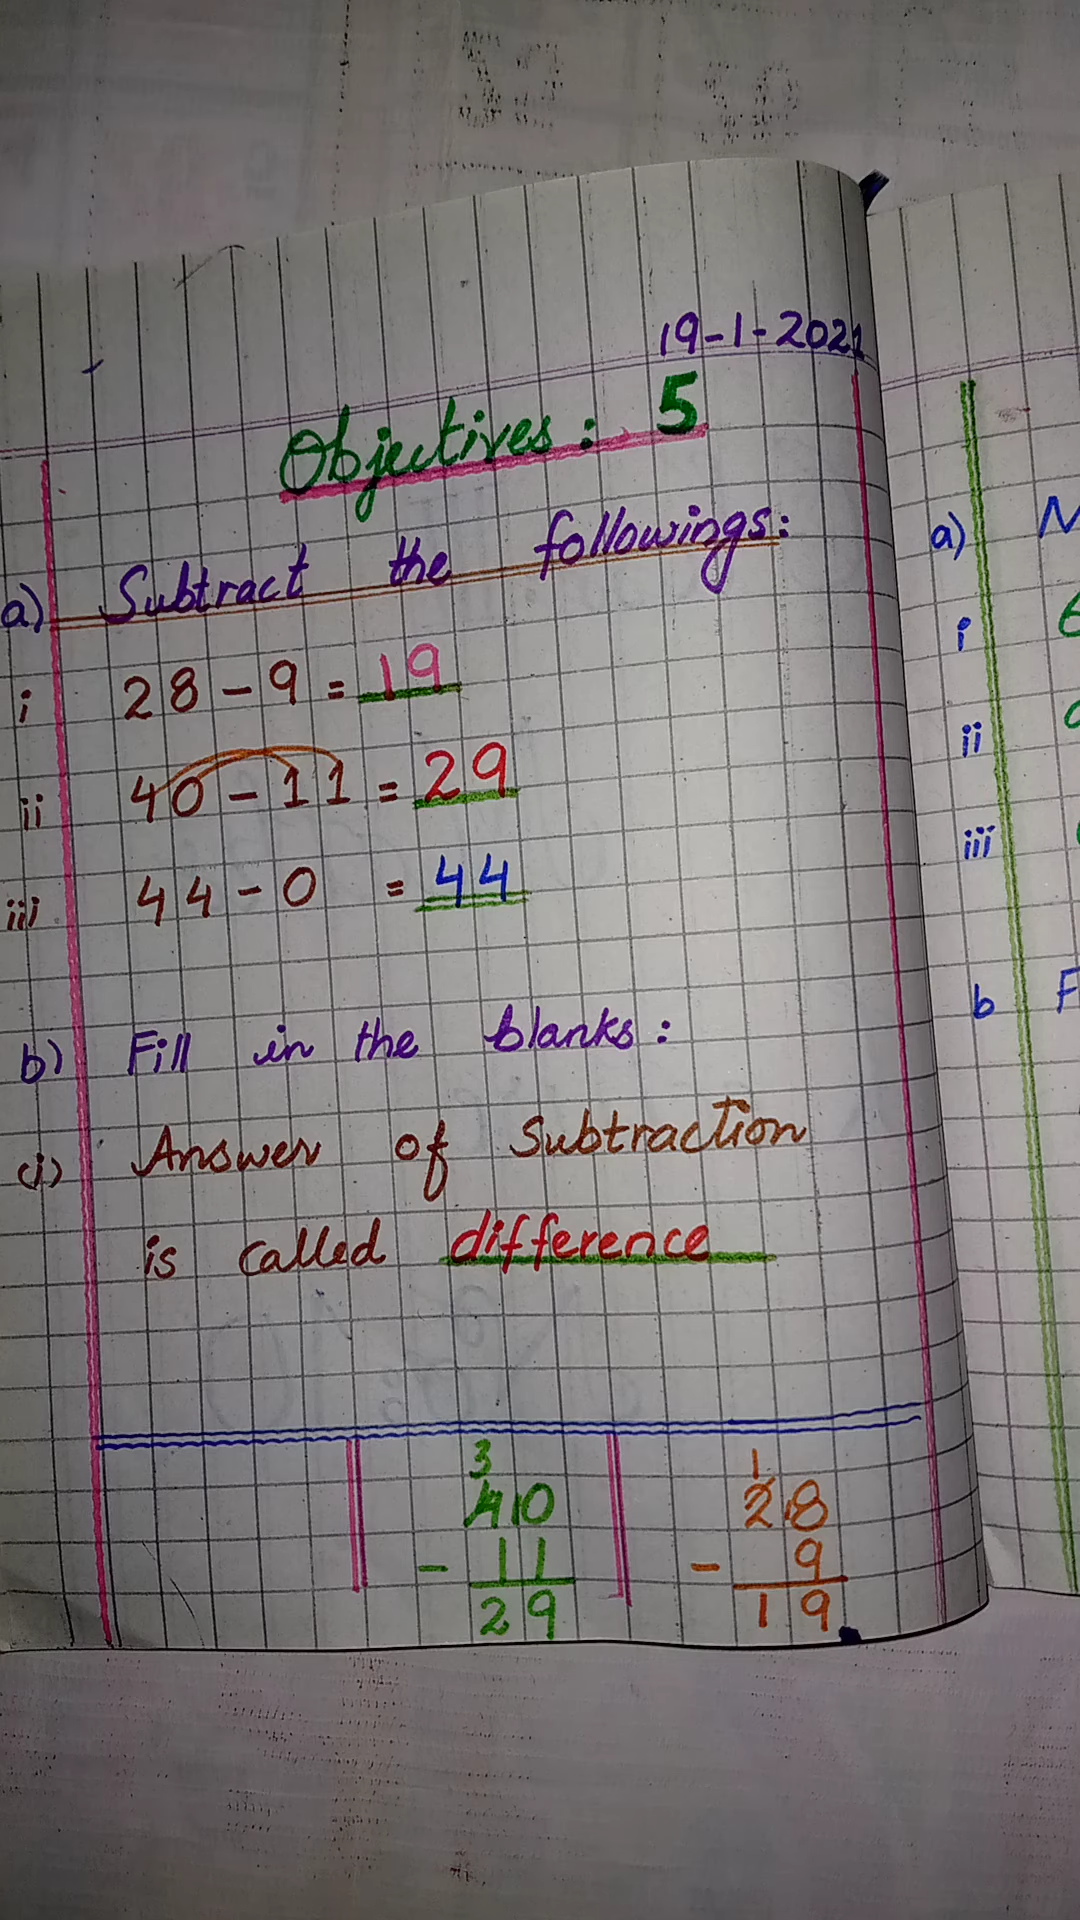 19-1-2021
Objectives: 5
a) Subtract the followings:
i 28 - 9 = 19
ii 40 - 11 = 29
iii 44 - 0 = 44
b) Fill in the blanks:
(i) Answer of Subtraction
is called difference
3 1
40 28
- 11 - 9
29 19
a)
i
ii
iii
b F